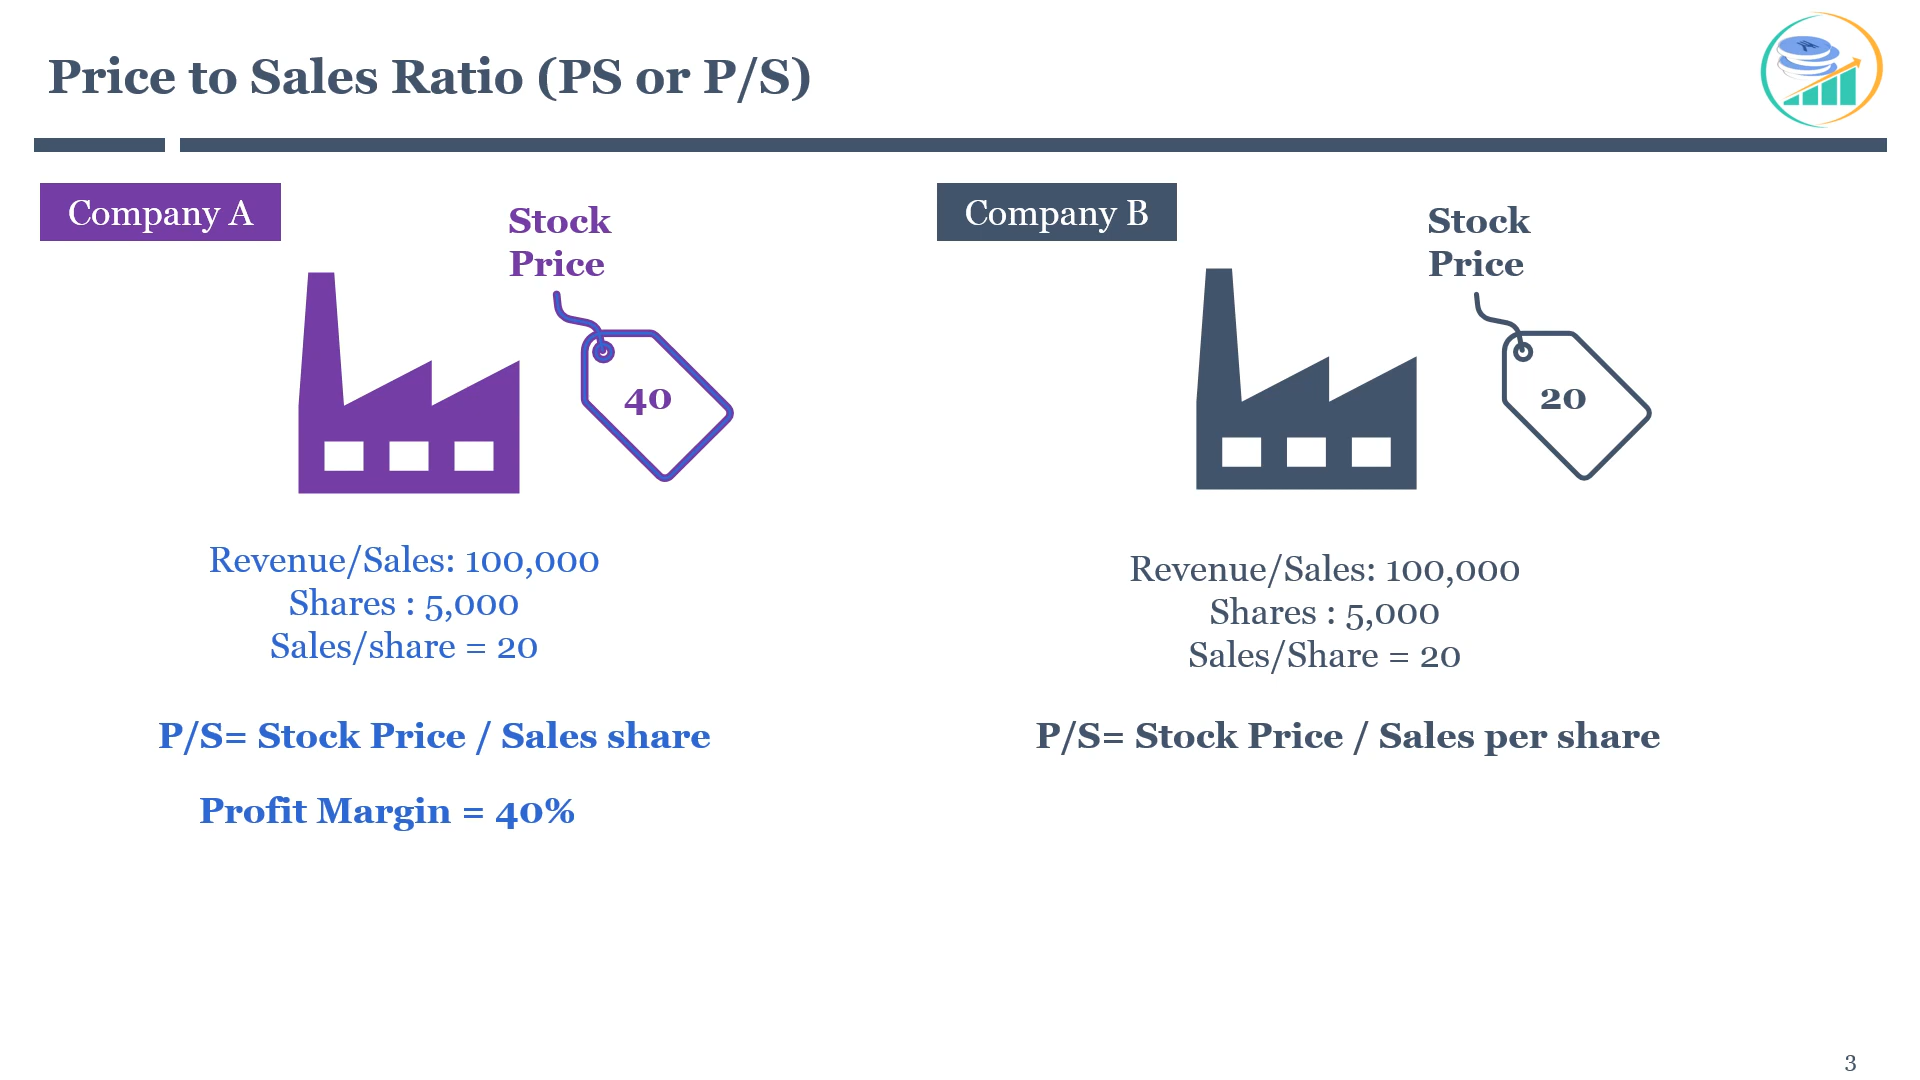 Price to Sales Ratio (PS or P/S)
Company A
Stock
Price
40
Revenue/Sales: 100,000
Shares : 5,000
Sales/share = 20
P/S= Stock Price / Sales share
Profit Margin = 40%
Company B
Stock
Price
20
Revenue/Sales: 100,000
Shares : 5,000
Sales/Share = 20
P/S= Stock Price / Sales per share
3